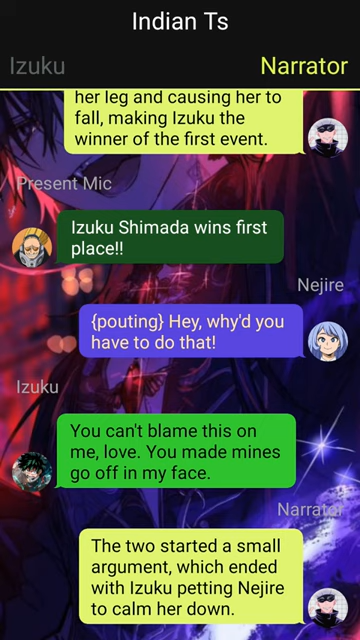 Indian Ts
Izuku
Narrator
her leg and causing her to
fall, making Izuku the
winner of the first event.
Present Mic
Izuku Shimada wins first
place!!
Nejire
{pouting} Hey, why'd you
have to do that!
Izuku
You can't blame this on
me, love. You made mines
go off in my face.
Narrator
The two started a small
argument, which ended
with Izuku petting Nejire
to calm her down.